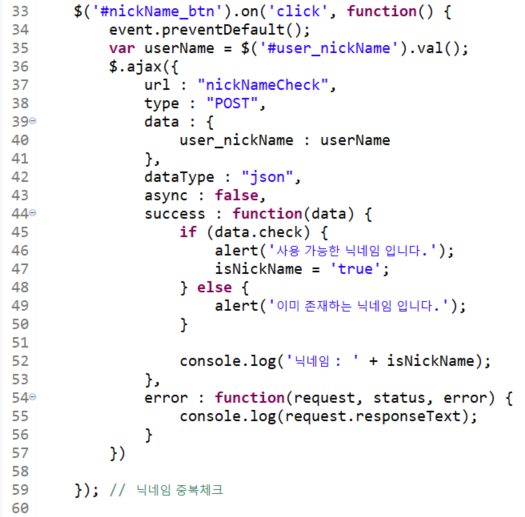 33 $('#nickName_btn').on('click', function() {
34 event.preventDefault();
35 var userName = $('#user_nickName').val();
36 $.ajax({
37 url : "nickNameCheck",
38 type : "POST",
39 data : {
40 user_nickName : userName
41 },
42 dataType : "json",
43 async : false,
44 success : function(data) {
45 if (data.check) {
46 alert('사용 가능한 닉네임 입니다.');
47 isNickName = 'true';
48 } else {
49 alert('이미 존재하는 닉네임 입니다.');
50 }
51
52 console.log('닉네임 : ' + isNickName);
53 },
54 error : function(request, status, error) {
55 console.log(request.responseText);
56 }
57 })
58
59 }); // 닉네임 중복체크
60